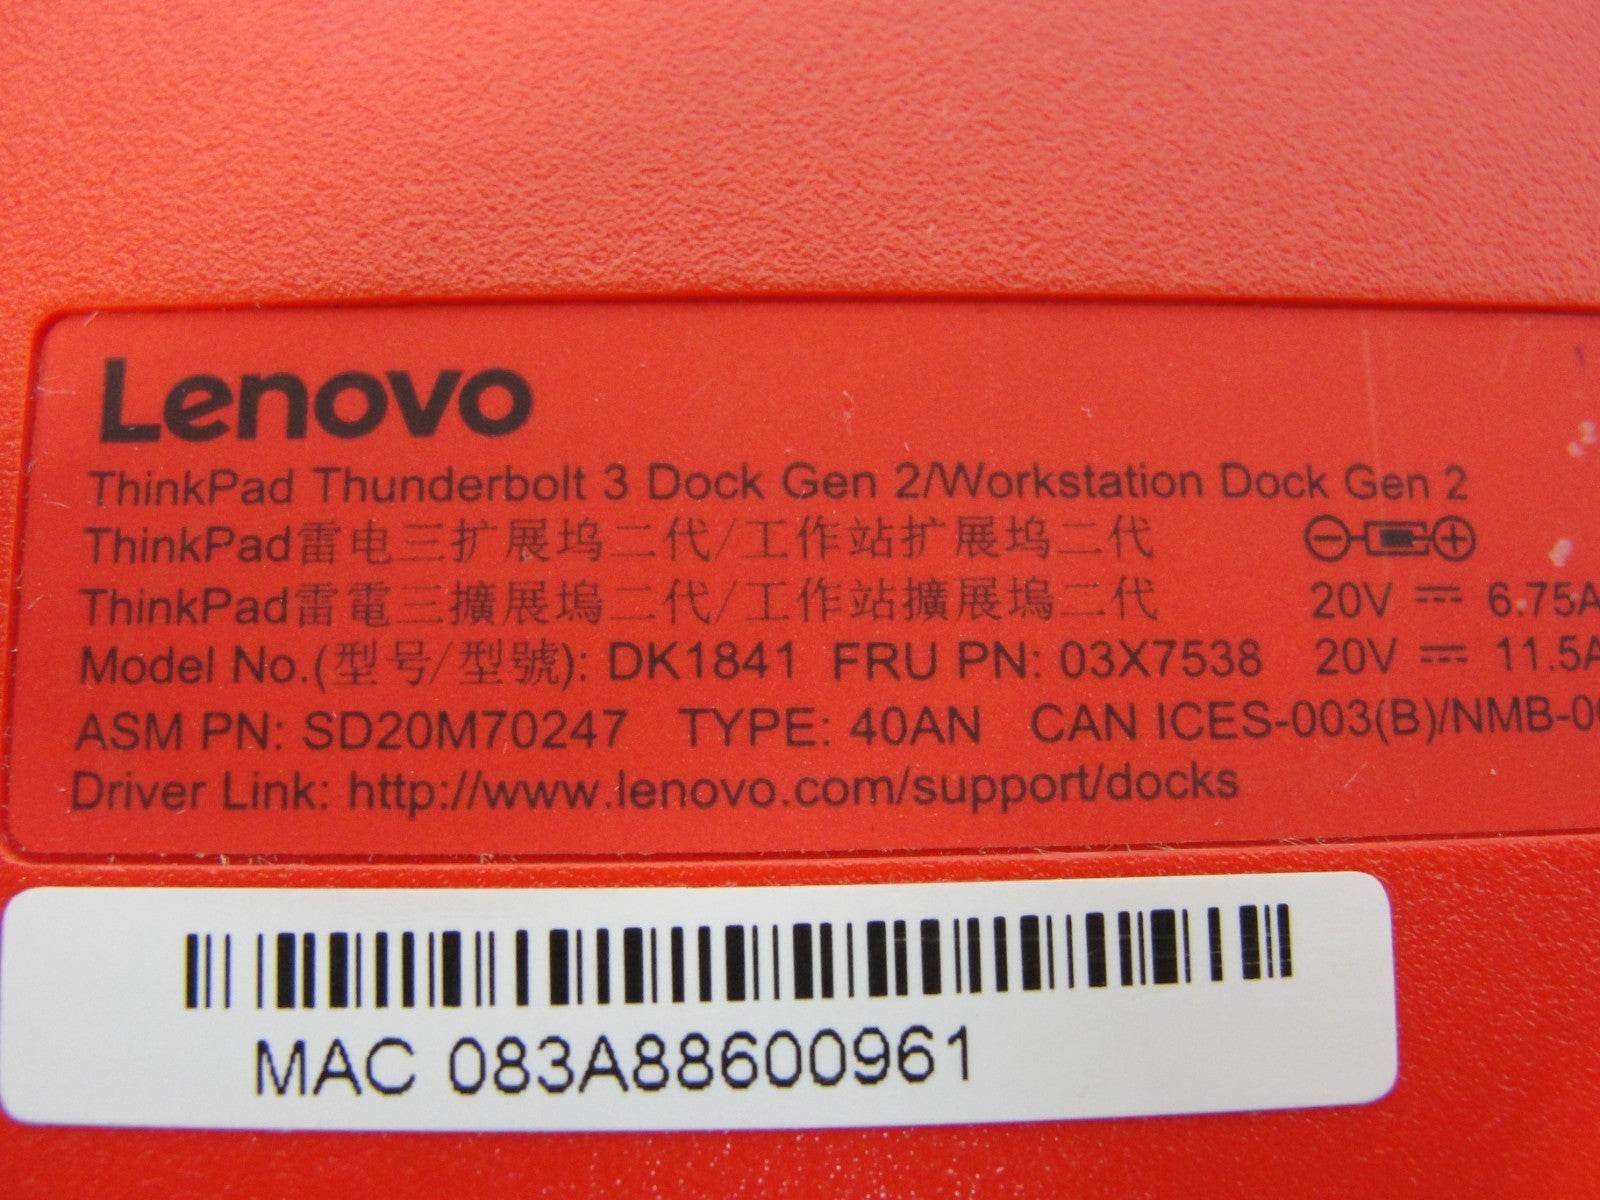 Lenovo
ThinkPad Thunderbolt 3 Dock Gen 2/Workstation Dock Gen 2
ThinkPad雷电三扩展坞二代/工作站扩展坞二代
ThinkPad雷電三擴展塢二代/工作站擴展塢二代 20V ⎓ 6.75A
Model No.(型号/型號): DK1841 FRU PN: 03X7538 20V ⎓ 11.5A
ASM PN: SD20M70247 TYPE: 40AN CAN ICES-003(B)/NMB-00
Driver Link: http://www.lenovo.com/support/docks
MAC 083A88600961